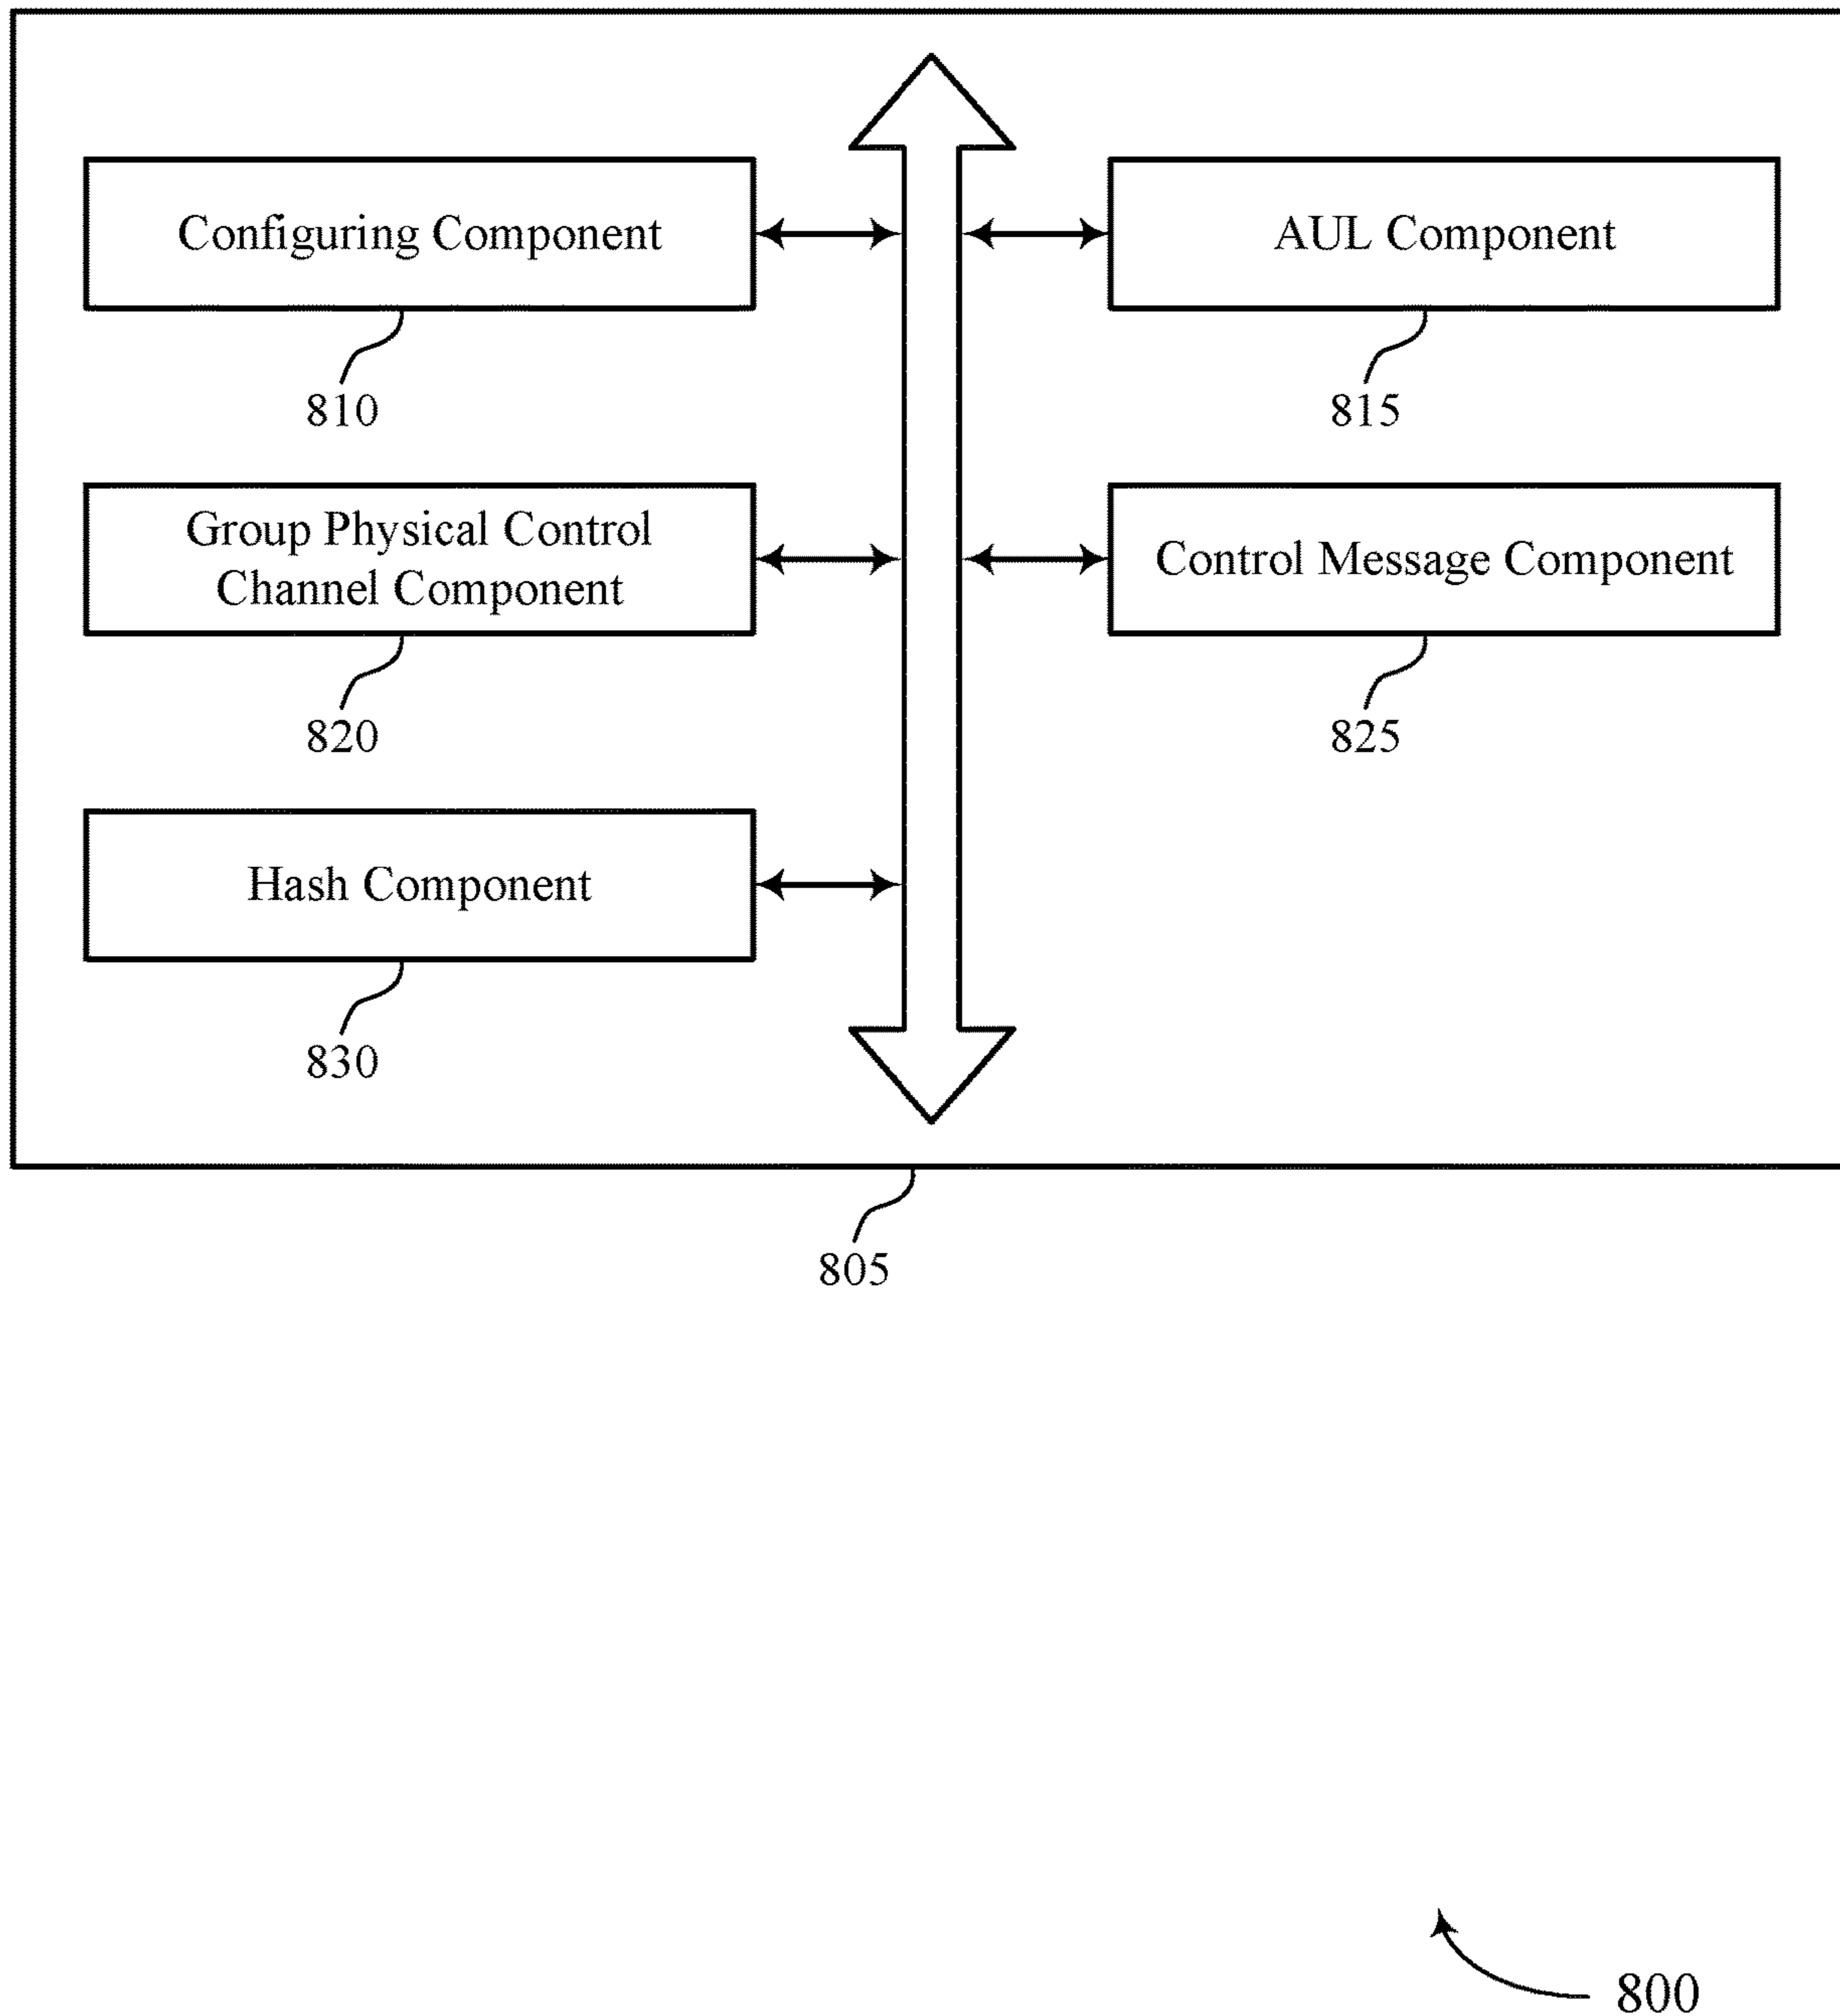 Configuring Component
AUL Component
810
815
Group Physical Control
Channel Component
Control Message Component
820
825
Hash Component
830
805
800